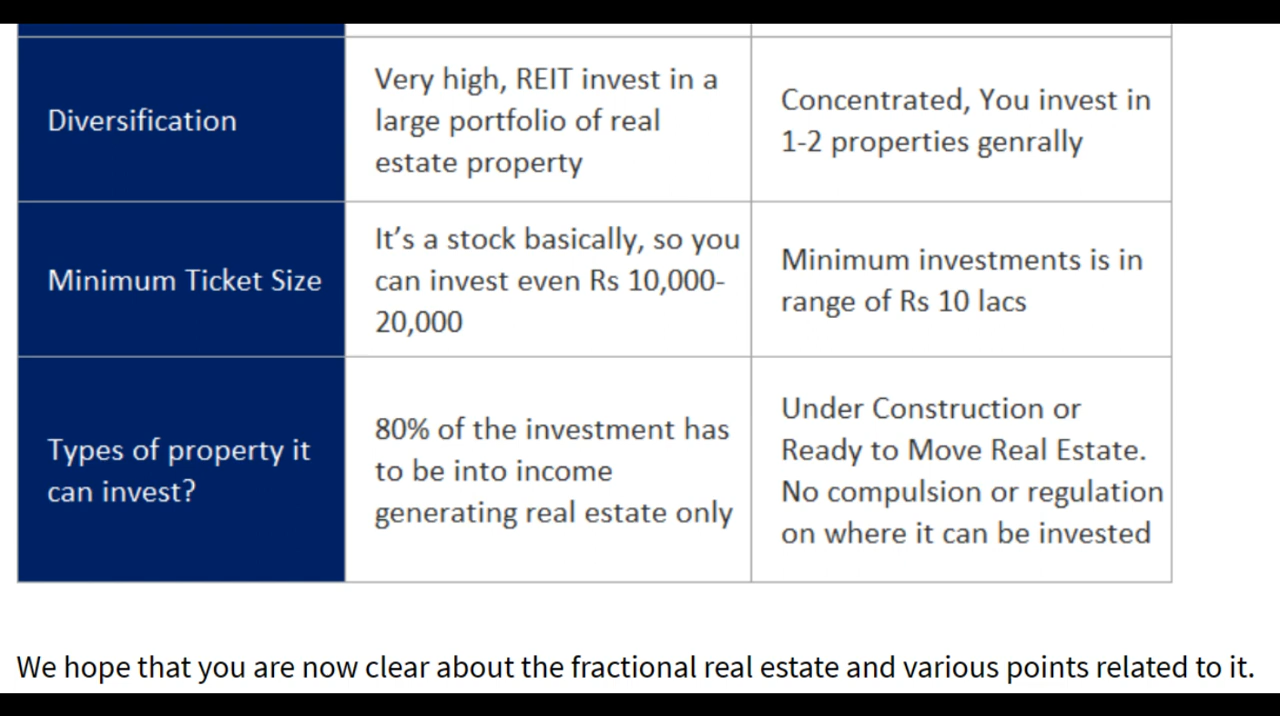 Diversification
Very high, REIT invest in a
large portfolio of real
estate property
Concentrated, You invest in
1-2 properties genrally
Minimum Ticket Size
It’s a stock basically, so you
can invest even Rs 10,000-
20,000
Minimum investments is in
range of Rs 10 lacs
Types of property it
can invest?
80% of the investment has
to be into income
generating real estate only
Under Construction or
Ready to Move Real Estate.
No compulsion or regulation
on where it can be invested
We hope that you are now clear about the fractional real estate and various points related to it.